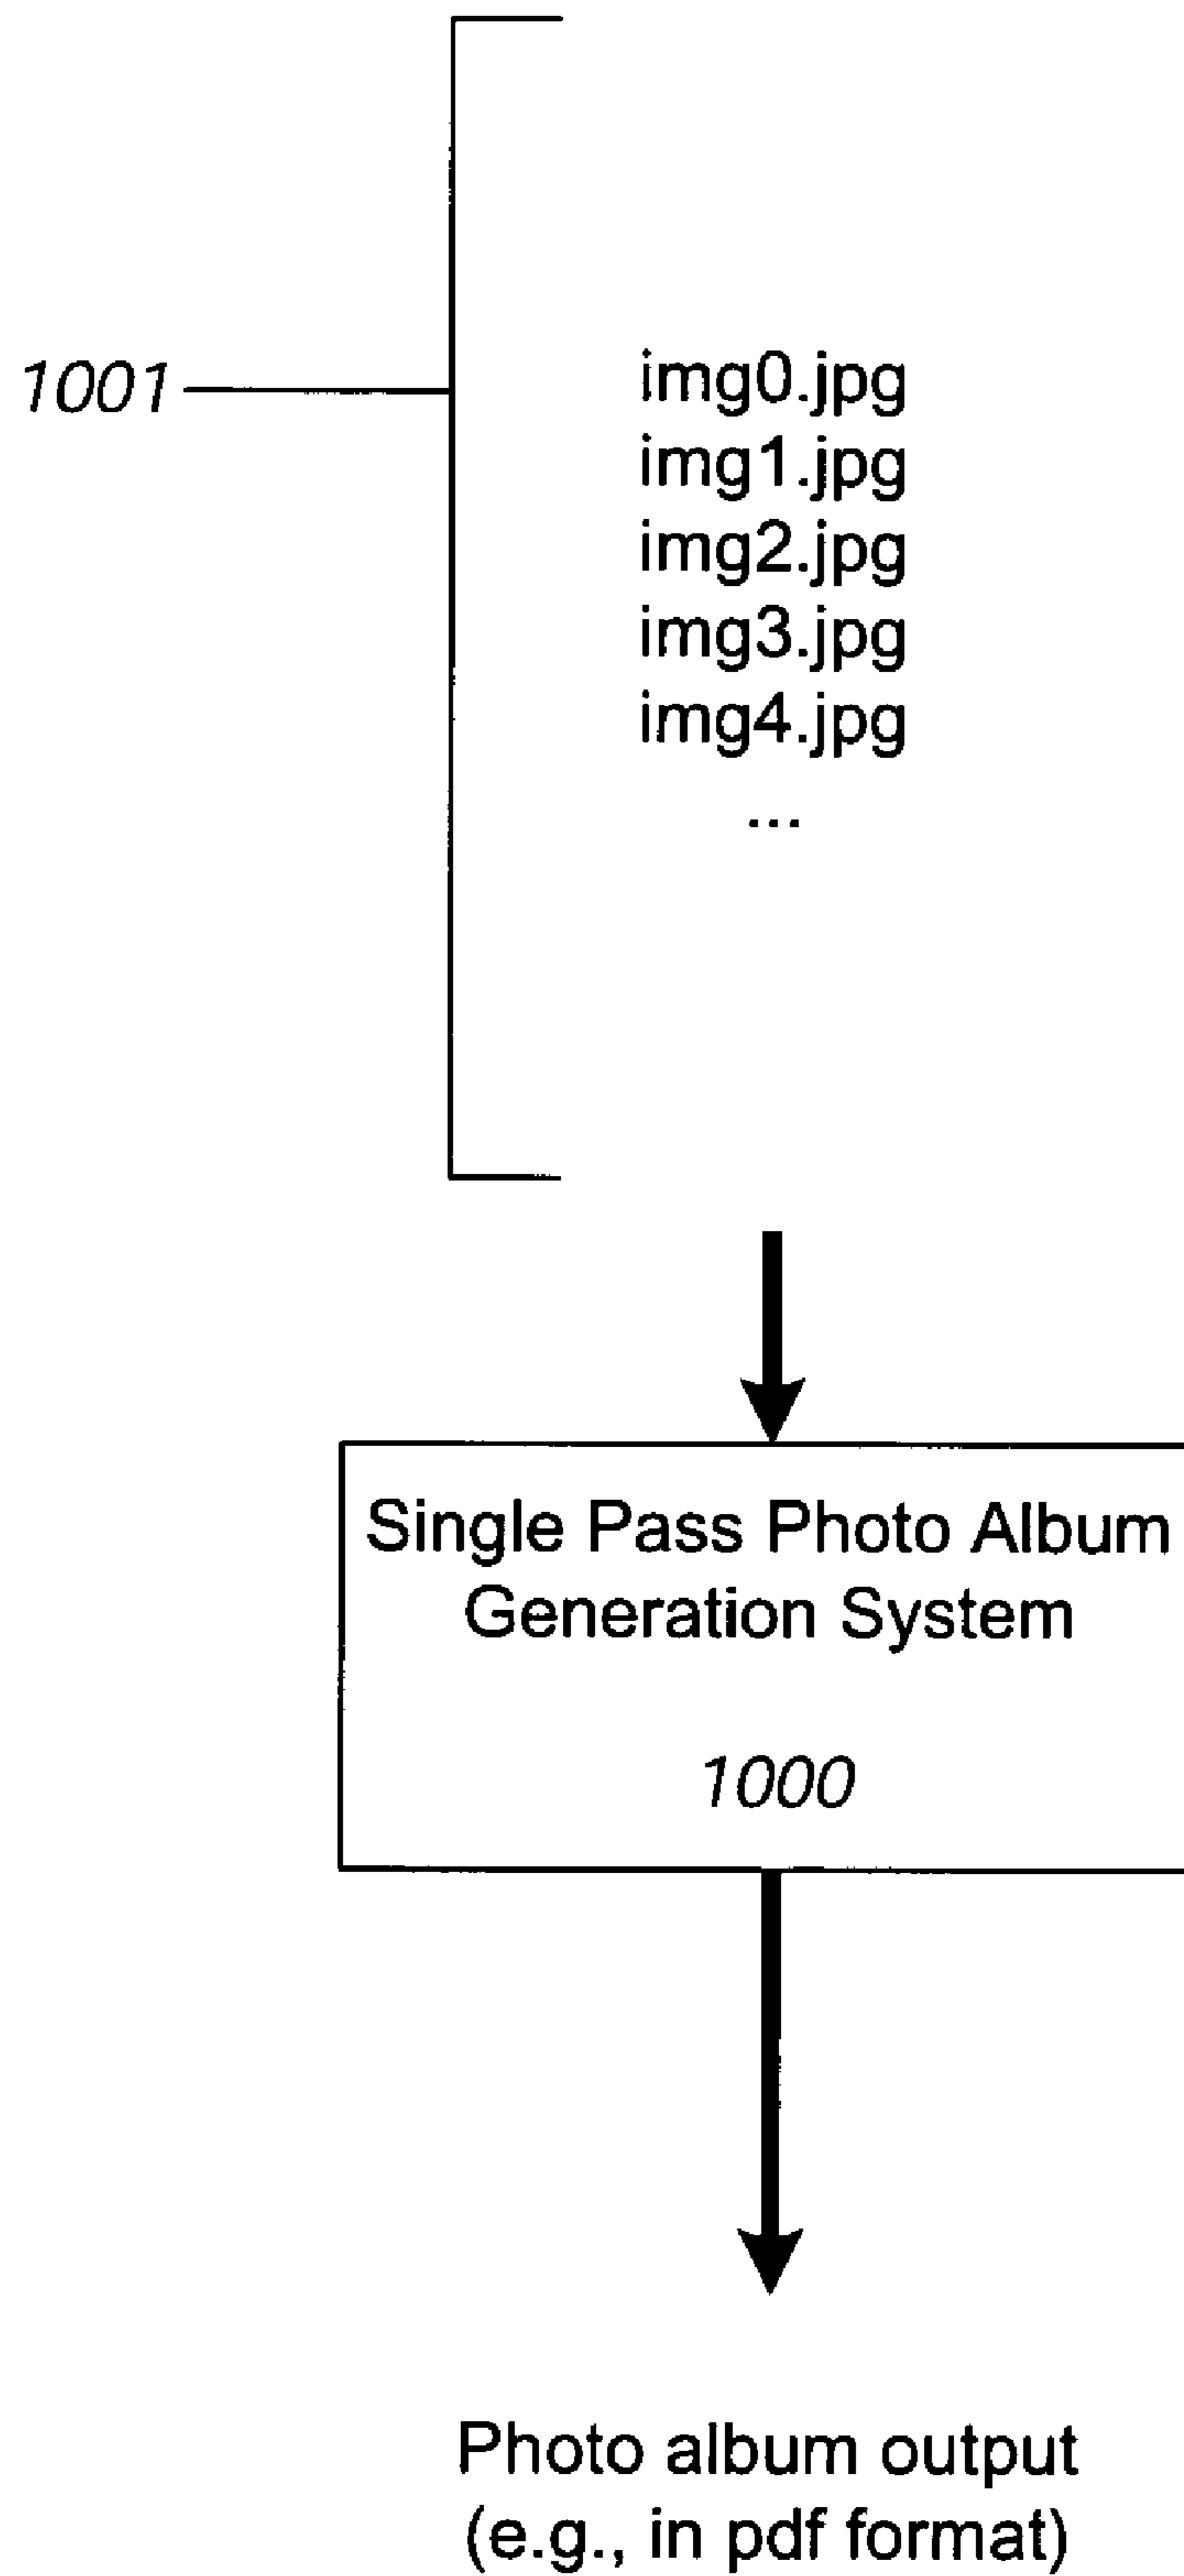 1001
img0.jpg
img1.jpg
img2.jpg
img3.jpg
img4.jpg
...
Single Pass Photo Album
Generation System
1000
Photo album output
(e.g., in pdf format)